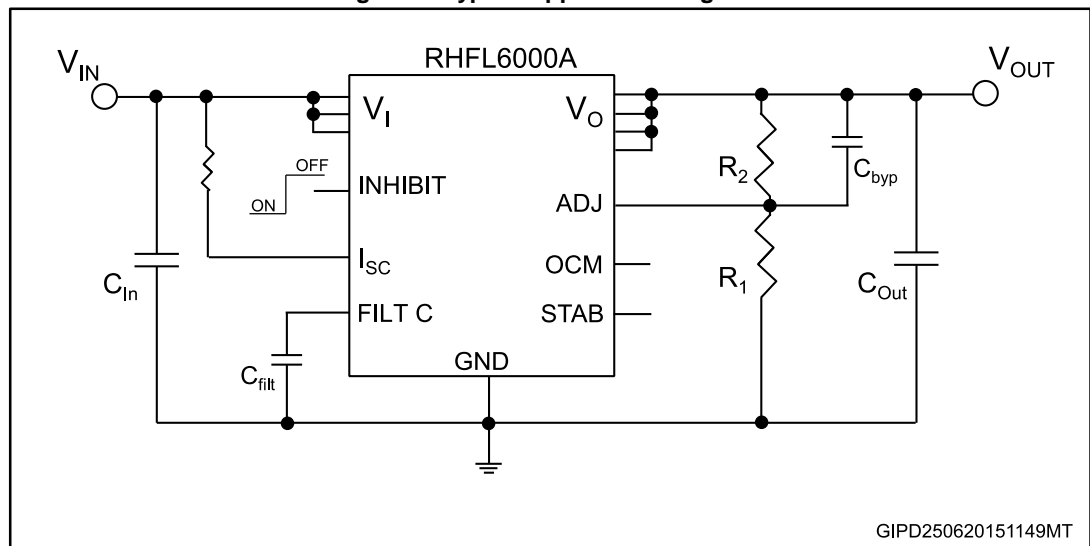 RHFL6000A
V_IN
V_OUT
V_I
V_O
OFF
ON
INHIBIT
R_2
C_byp
ADJ
I_SC
OCM
R_1
C_In
C_Out
FILT C
STAB
C_filt
GND
GIPD250620151149MT